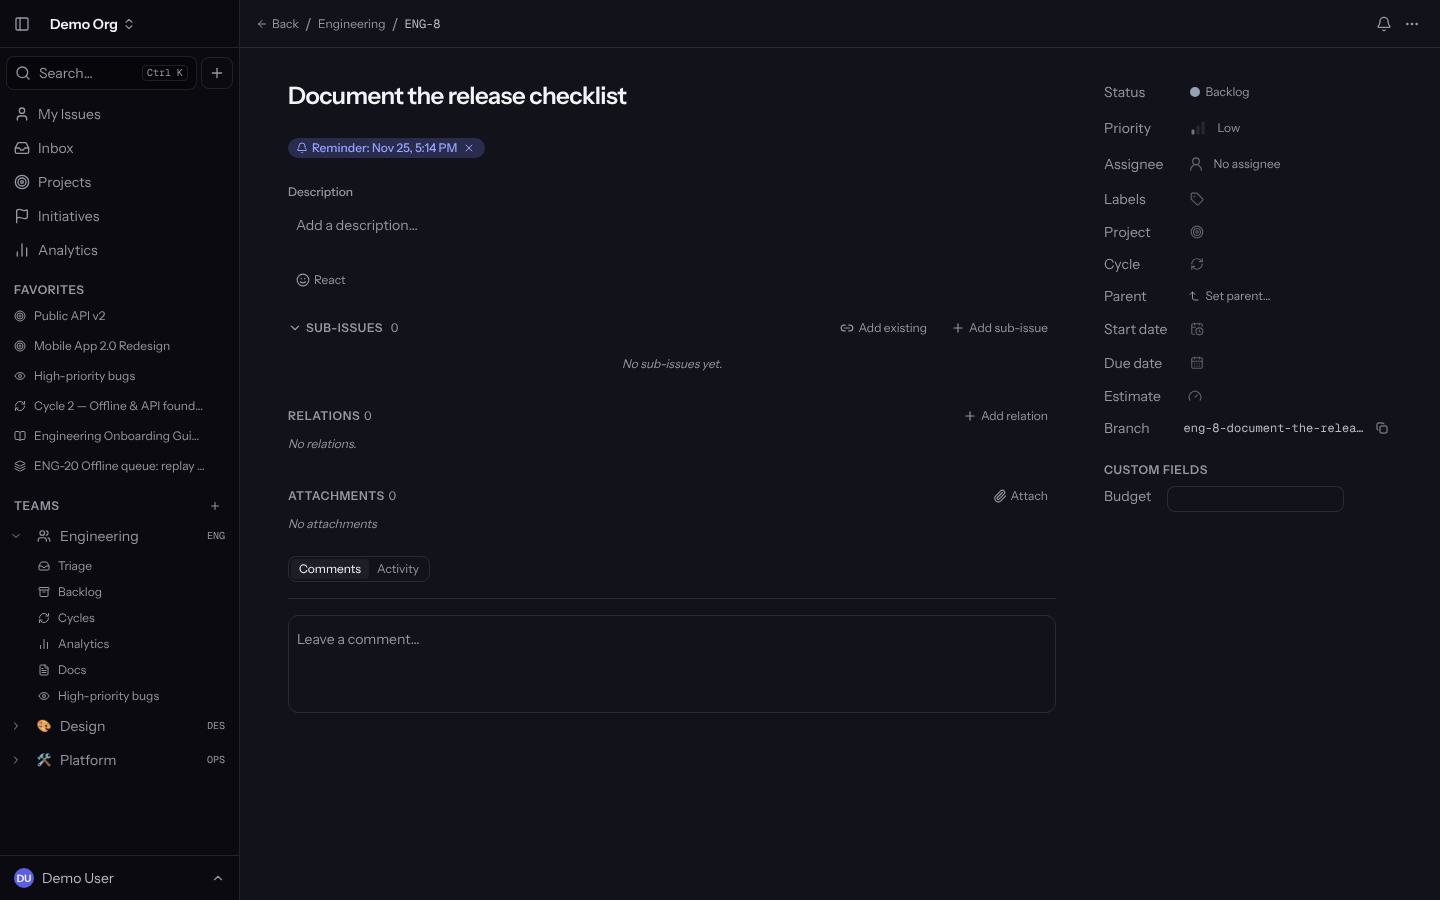 Demo Org
Back / Engineering / ENG-8
Search...
Ctrl K
My Issues
Inbox
Projects
Initiatives
Analytics
FAVORITES
Public API v2
Mobile App 2.0 Redesign
High-priority bugs
Cycle 2 — Offline & API found...
Engineering Onboarding Gui...
ENG-20 Offline queue: replay ...
TEAMS
Engineering ENG
Triage
Backlog
Cycles
Analytics
Docs
High-priority bugs
🎨 Design DES
🛠️ Platform OPS
DU Demo User
Document the release checklist
Reminder: Nov 25, 5:14 PM
Description
Add a description...
React
SUB-ISSUES 0
Add existing
Add sub-issue
No sub-issues yet.
RELATIONS 0
Add relation
No relations.
ATTACHMENTS 0
Attach
No attachments
Comments Activity
Leave a comment...
Status Backlog
Priority Low
Assignee No assignee
Labels
Project
Cycle
Parent Set parent...
Start date
Due date
Estimate
Branch eng-8-document-the-relea...
CUSTOM FIELDS
Budget